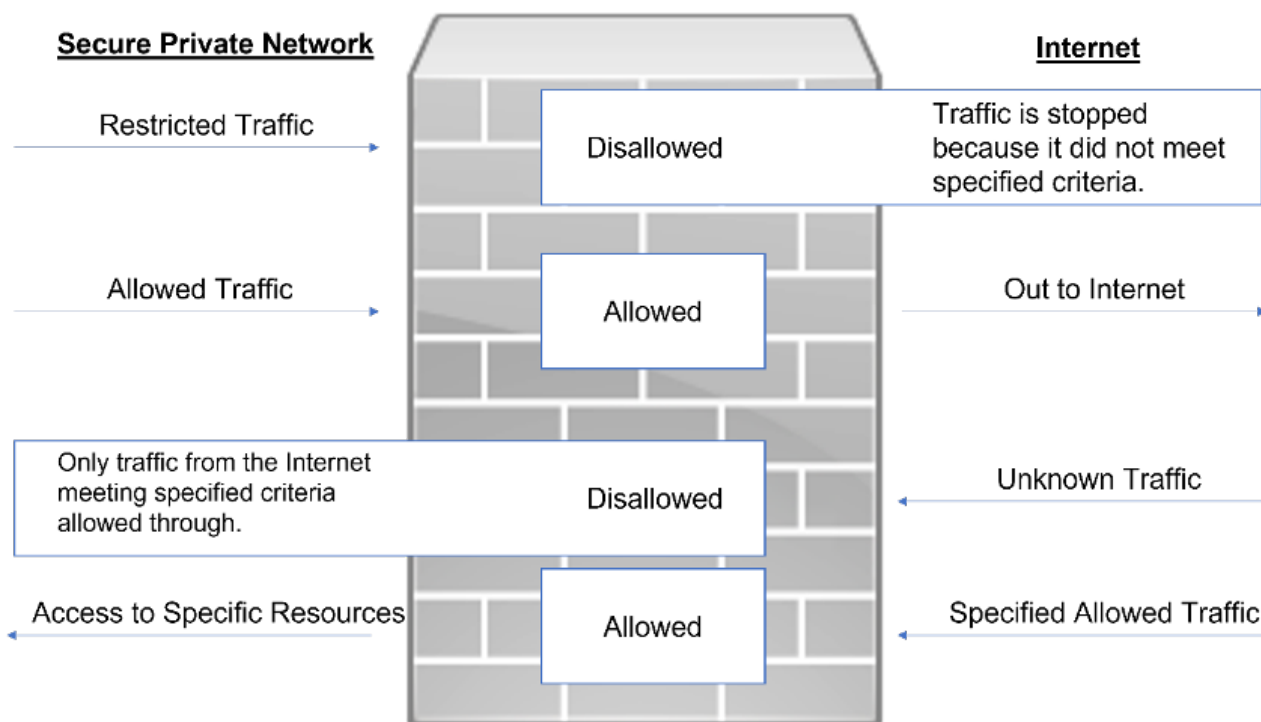 Secure Private Network
Internet
Restricted Traffic
Disallowed
Traffic is stopped
because it did not meet
specified criteria.
Allowed Traffic
Allowed
Out to Internet
Only traffic from the Internet
meeting specified criteria
allowed through.
Disallowed
Unknown Traffic
Access to Specific Resources
Allowed
Specified Allowed Traffic